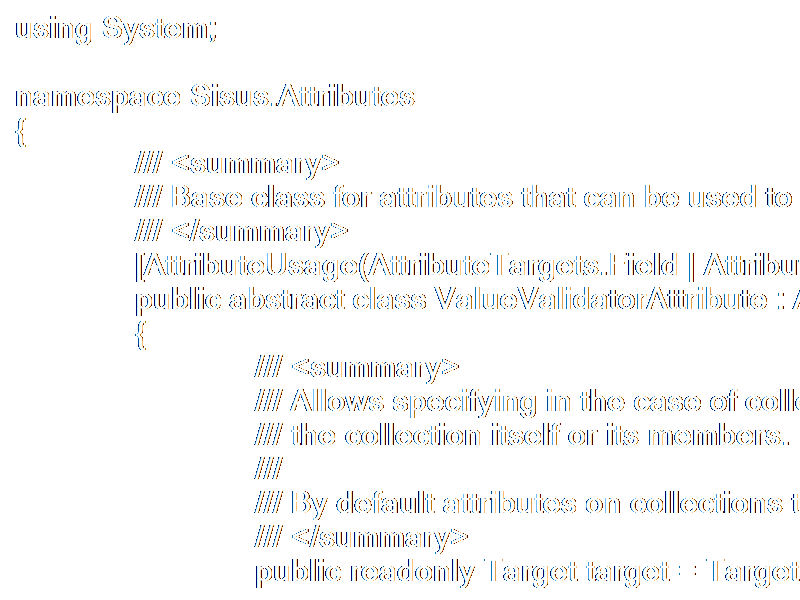 using System;

namespace Sisus.Attributes
{
/// <summary>
/// Base class for attributes that can be used to
/// </summary>
[AttributeUsage(AttributeTargets.Field | Attribu
public abstract class ValueValidatorAttribute : A
{
/// <summary>
/// Allows specifying in the case of colle
/// the collection itself or its members.
///
/// By default attributes on collections t
/// </summary>
public readonly Target target = Target